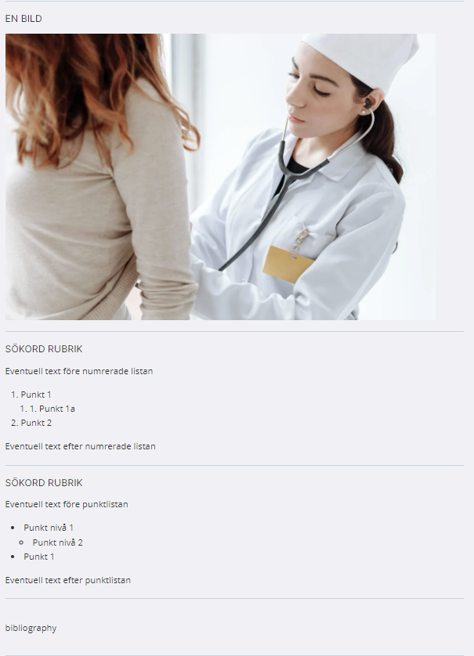 EN BILD
SÖKORD RUBRIK
Eventuell text före numrerade listan
1. Punkt 1
1. 1. Punkt 1a
2. Punkt 2
Eventuell text efter numrerade listan
SÖKORD RUBRIK
Eventuell text före punktlistan
• Punkt nivå 1
○ Punkt nivå 2
• Punkt 1
Eventuell text efter punktlistan
bibliography